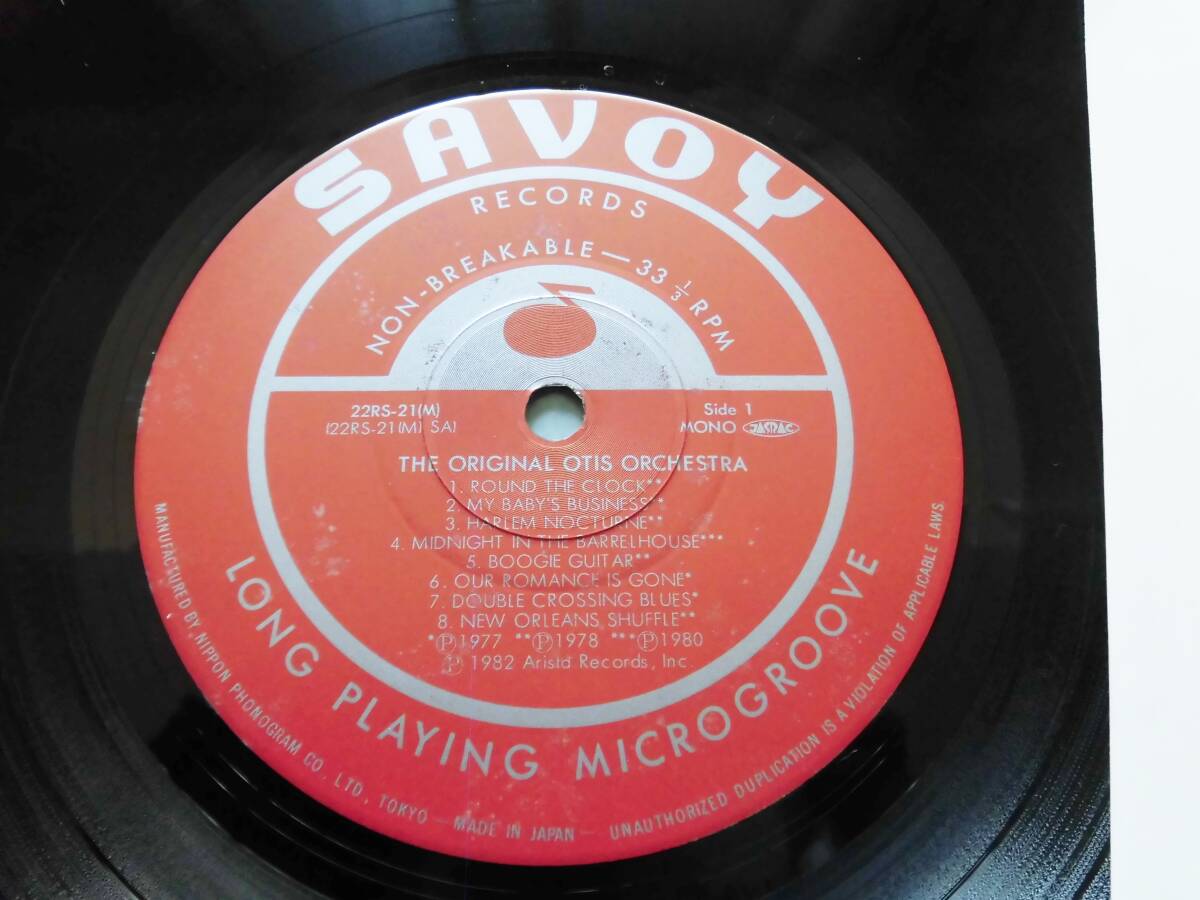 SAVOY
RECORDS
NON-BREAKABLE — 33 1/3 RPM
22RS-21(M)
(22RS-21(M) SA)
Side 1
MONO JASRAC
THE ORIGINAL OTIS ORCHESTRA
1. ROUND THE CLOCK**
2. MY BABY'S BUSINESS**
3. HARLEM NOCTURNE**
4. MIDNIGHT IN THE BARRELHOUSE***
5. BOOGIE GUITAR**
6. OUR ROMANCE IS GONE*
7. DOUBLE CROSSING BLUES*
8. NEW ORLEANS SHUFFLE**
*Ⓟ1977 **Ⓟ1978 ***Ⓟ1980
Ⓟ 1982 Arista Records, Inc.
LONG PLAYING MICROGROOVE
MANUFACTURED BY NIPPON PHONOGRAM CO., LTD., TOKYO — MADE IN JAPAN — UNAUTHORIZED DUPLICATION IS A VIOLATION OF APPLICABLE LAWS.